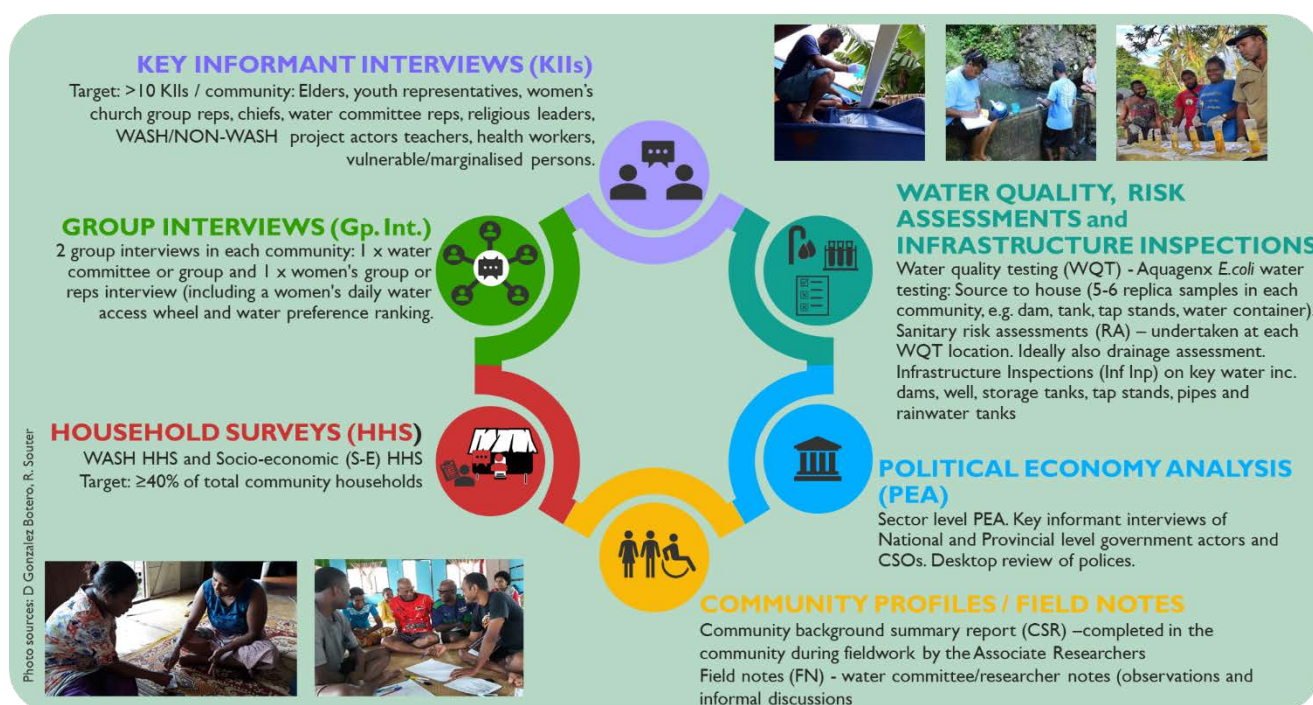 KEY INFORMANT INTERVIEWS (KIIs)
Target: >10 KIIs / community: Elders, youth representatives, women's
church group reps, chiefs, water committee reps, religious leaders,
WASH/NON-WASH project actors teachers, health workers,
vulnerable/marginalised persons.
GROUP INTERVIEWS (Gp. Int.)
2 group interviews in each community: 1 x water
committee or group and 1 x women's group or
reps interview (including a women's daily water
access wheel and water preference ranking.
HOUSEHOLD SURVEYS (HHS)
WASH HHS and Socio-economic (S-E) HHS
Target: ≥40% of total community households
WATER QUALITY, RISK
ASSESSMENTS and
INFRASTRUCTURE INSPECTIONS
Water quality testing (WQT) - Aquagenx E.coli water
testing: Source to house (5-6 replica samples in each
community, e.g. dam, tank, tap stands, water container).
Sanitary risk assessments (RA) – undertaken at each
WQT location. Ideally also drainage assessment.
Infrastructure Inspections (Inf Inp) on key water inc.
dams, well, storage tanks, tap stands, pipes and
rainwater tanks
POLITICAL ECONOMY ANALYSIS
(PEA)
Sector level PEA. Key informant interviews of
National and Provincial level government actors and
CSOs. Desktop review of polices.
COMMUNITY PROFILES / FIELD NOTES
Community background summary report (CSR) –completed in the
community during fieldwork by the Associate Researchers
Field notes (FN) - water committee/researcher notes (observations and
informal discussions
Photo sources: D Gonzalez Botero, R. Souter